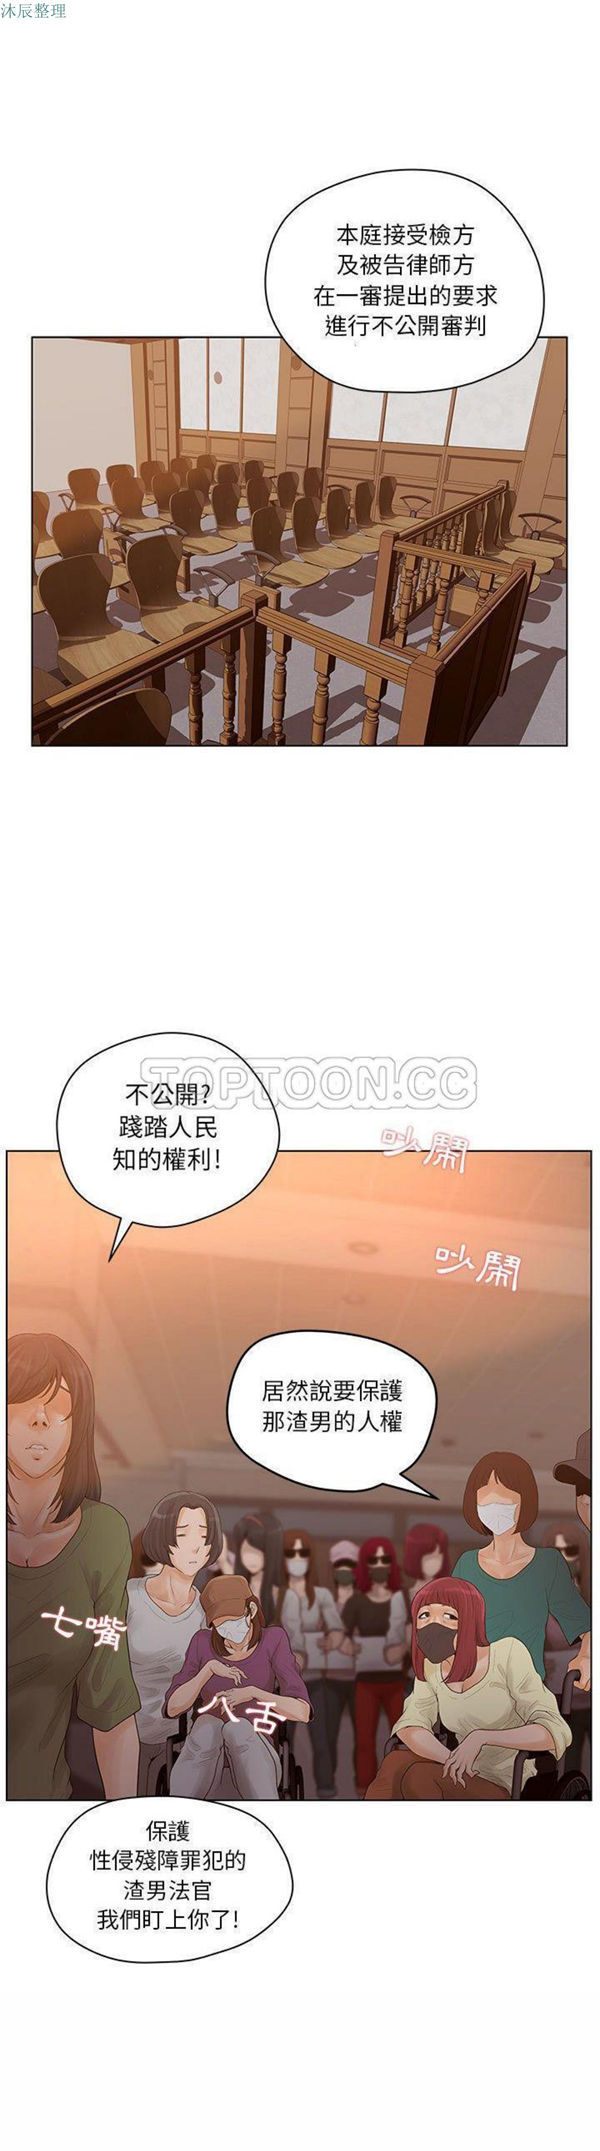 沐辰整理
本庭接受檢方
及被告律師方
在一審提出的要求
進行不公開審判
TOPTOON.CC
不公開?
踐踏人民
知的權利!
吵鬧
吵鬧
居然說要保護
那渣男的人權
七嘴
八舌
保護
性侵殘障罪犯的
渣男法官
我們盯上你了!